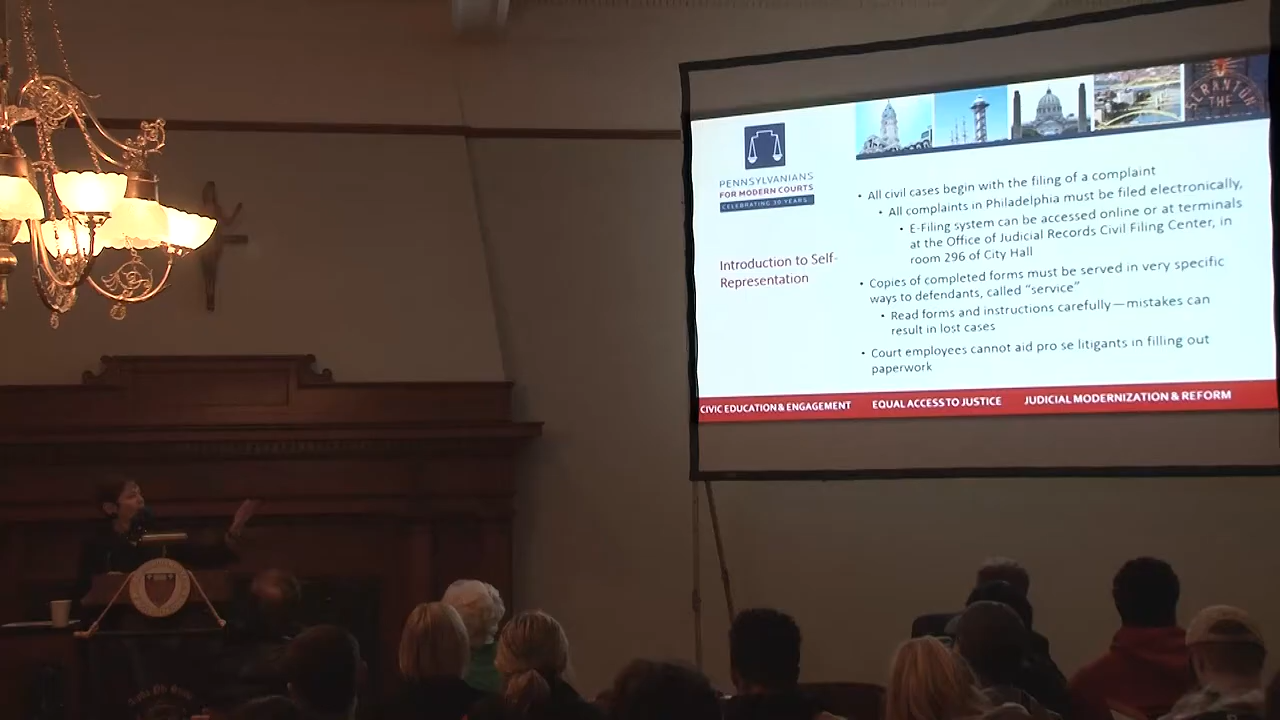 SCRANTON
THE
PENNSYLVANIANS
FOR MODERN COURTS
CELEBRATING 30 YEARS
Introduction to Self-
Representation
• All civil cases begin with the filing of a complaint
• All complaints in Philadelphia must be filed electronically,
• E-Filing system can be accessed online or at terminals
at the Office of Judicial Records Civil Filing Center, in
room 296 of City Hall
• Copies of completed forms must be served in very specific
ways to defendants, called “service”
• Read forms and instructions carefully—mistakes can
result in lost cases
• Court employees cannot aid pro se litigants in filling out
paperwork
CIVIC EDUCATION & ENGAGEMENT EQUAL ACCESS TO JUSTICE JUDICIAL MODERNIZATION & REFORM